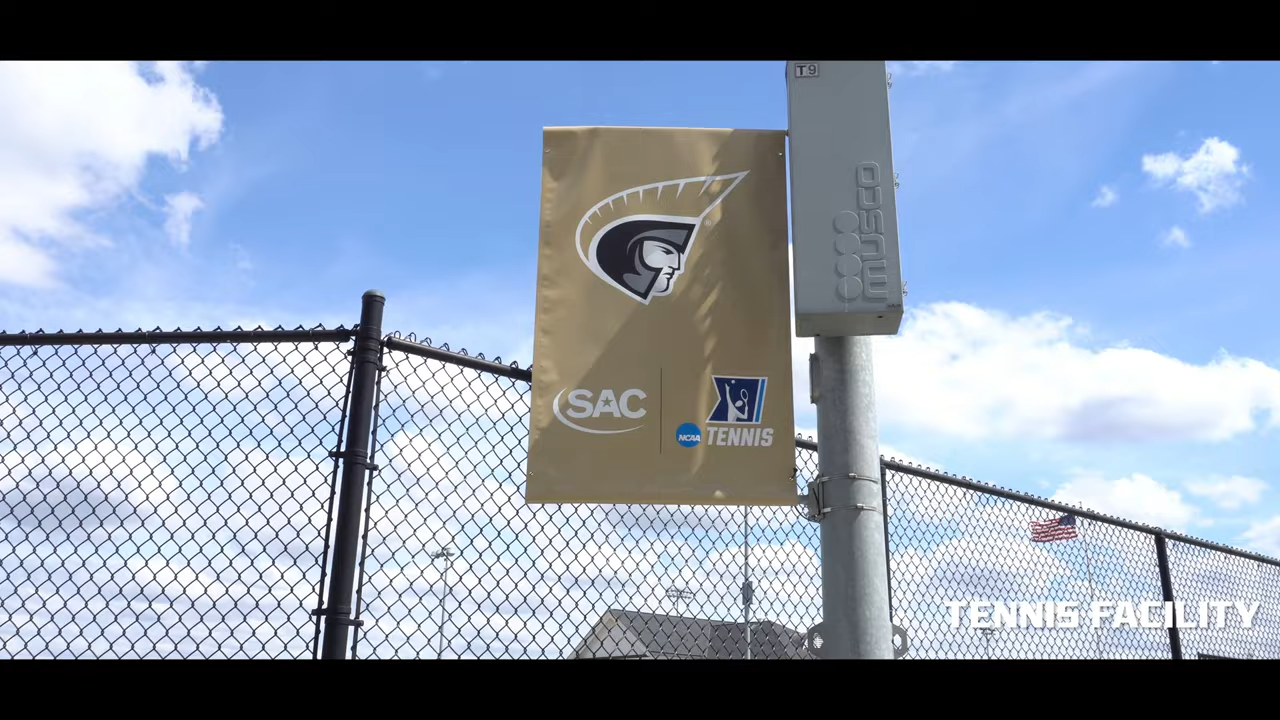 T9
musco
SAC
NCAA
TENNIS
TENNIS FACILITY